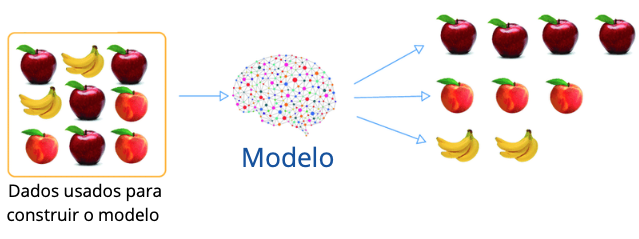 Modelo
Dados usados para
construir o modelo